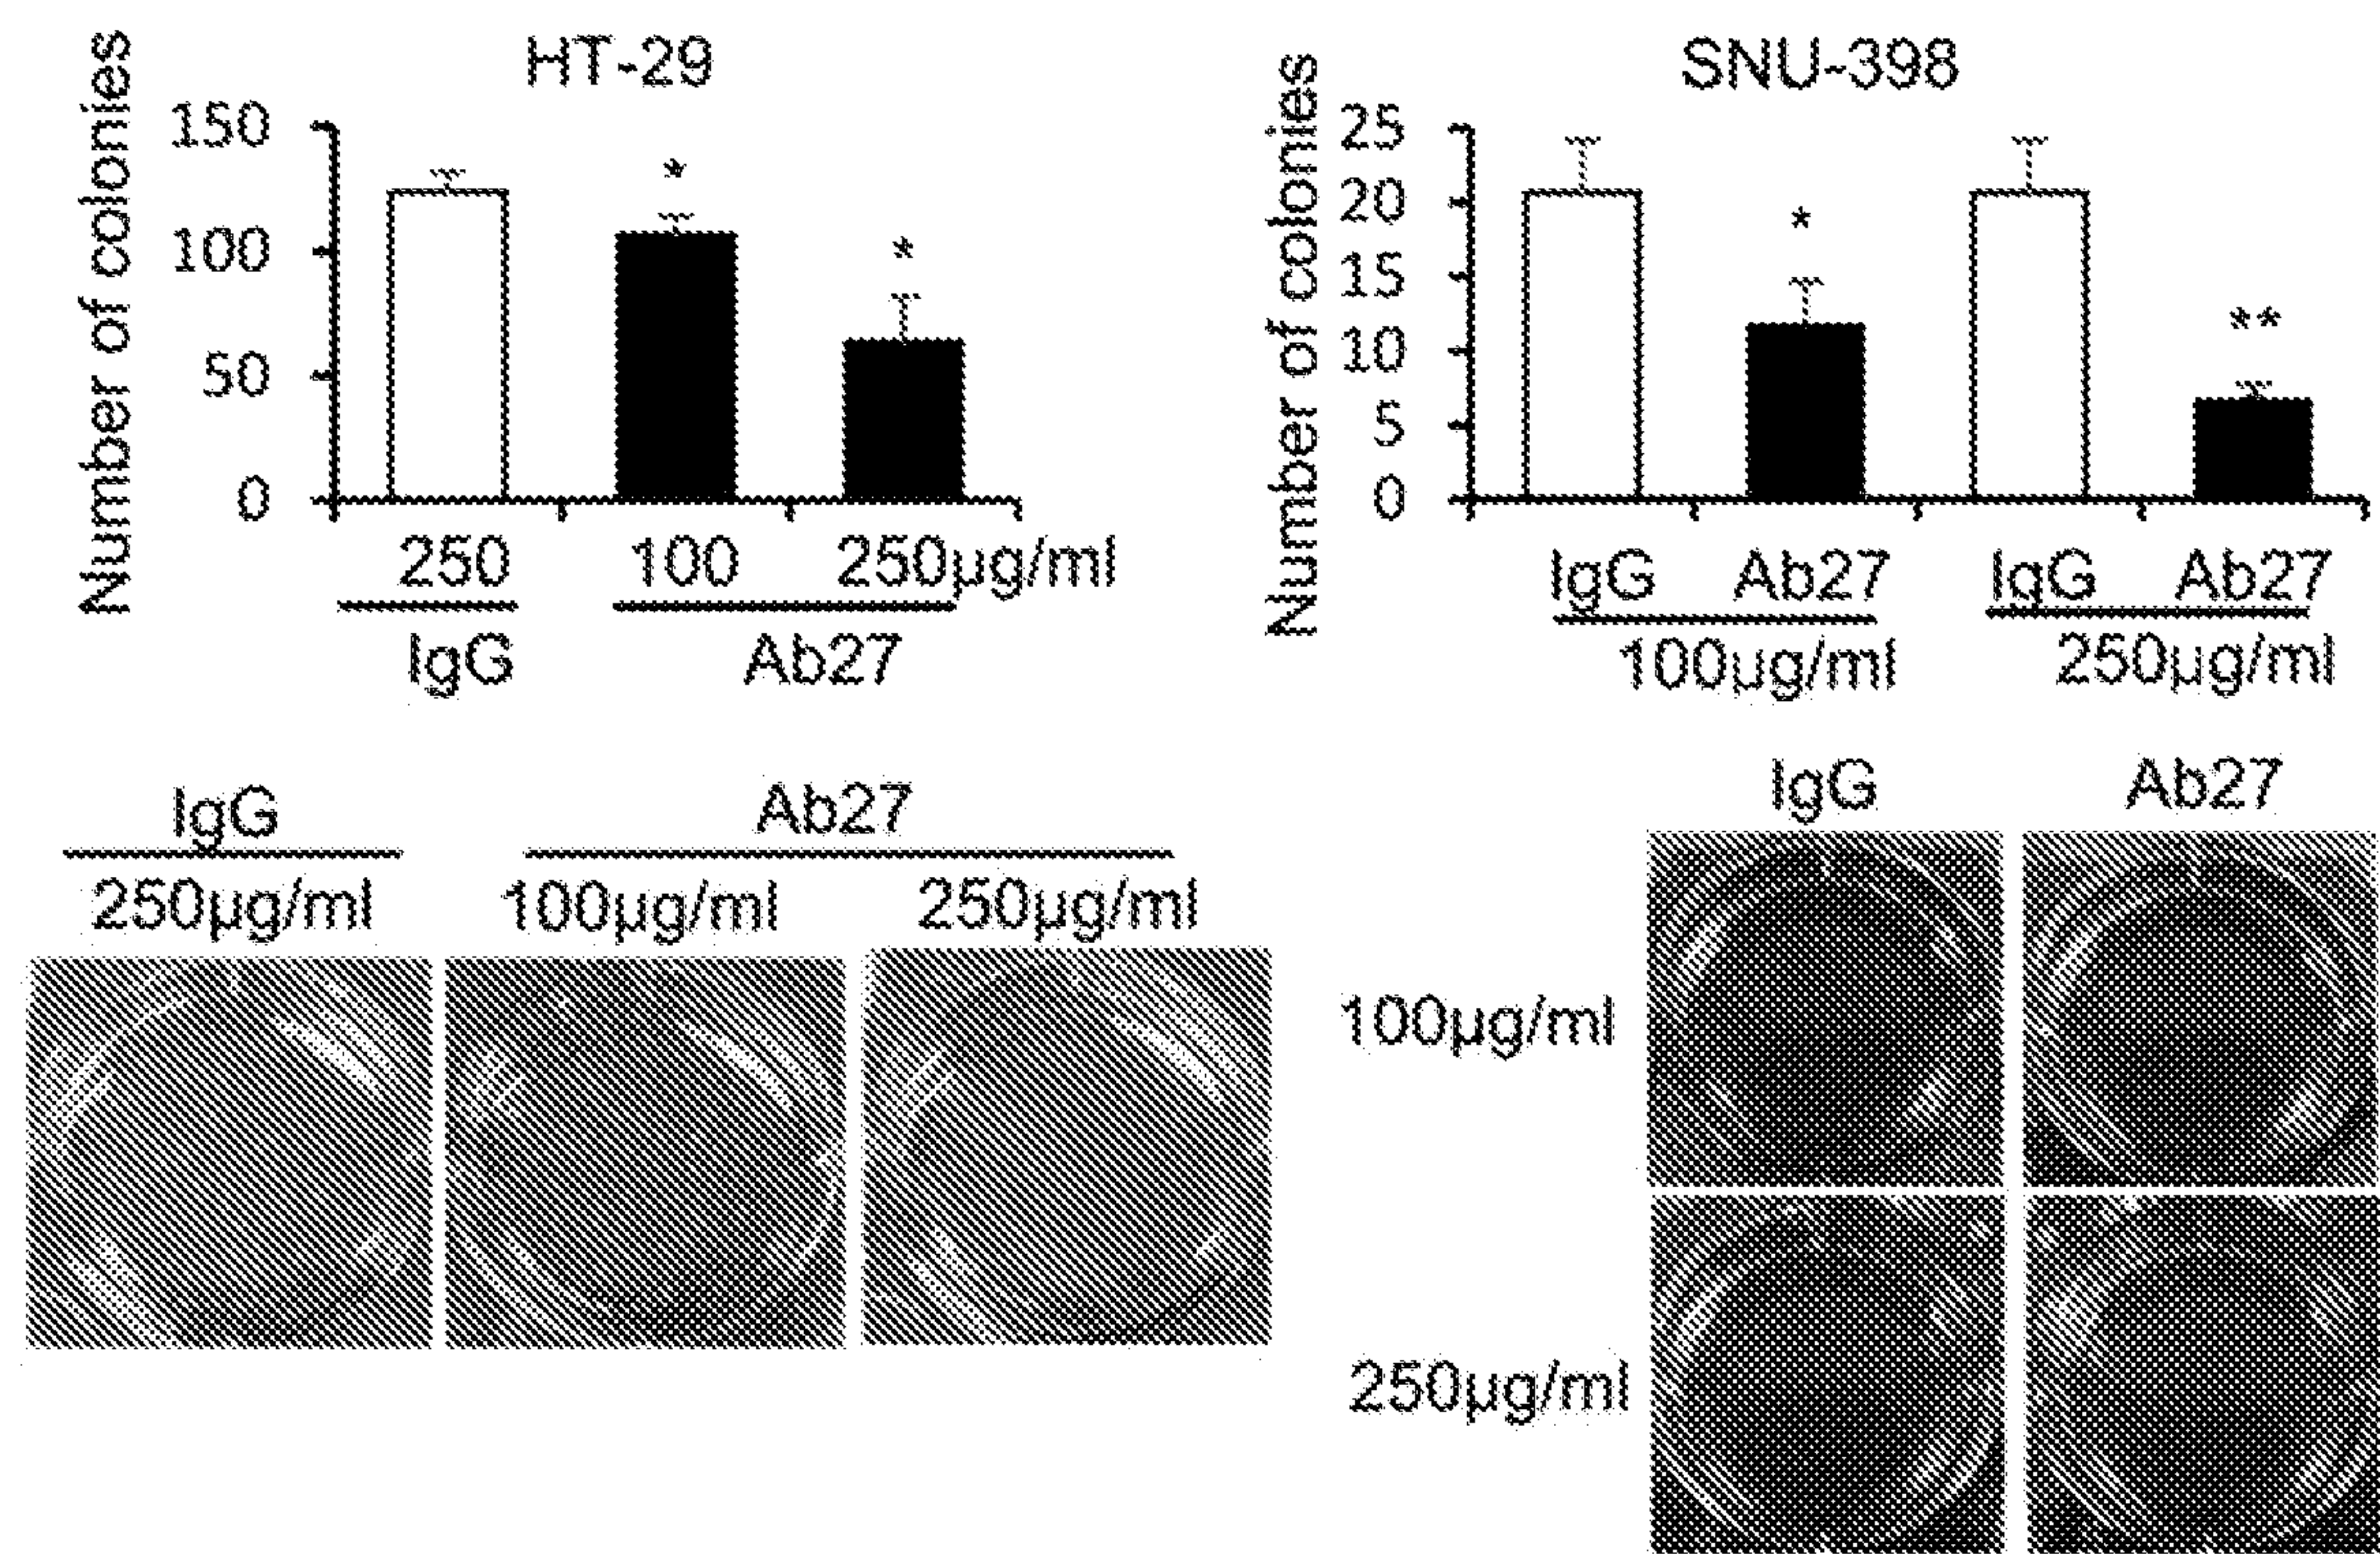 HT-29
Number of colonies
150
100
50
0
*
*
250 100 250µg/ml
IgG Ab27
SNU-398
Number of colonies
25
20
15
10
5
0
*
**
IgG Ab27 IgG Ab27
100µg/ml 250µg/ml
IgG Ab27
250µg/ml 100µg/ml 250µg/ml
IgG Ab27
100µg/ml
250µg/ml